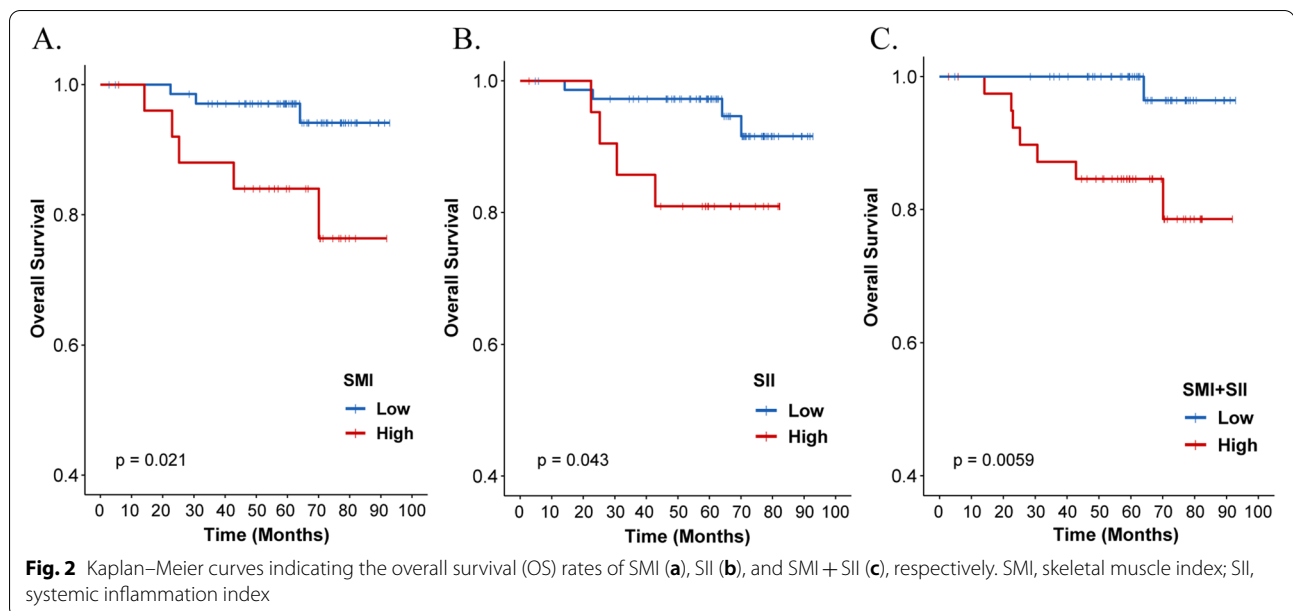 A.
B.
C.
1.0
0.8
0.6
0.4
Overall Survival
SMI
Low
High
p = 0.021
0 10 20 30 40 50 60 70 80 90 100
Time (Months)
1.0
0.8
0.6
0.4
Overall Survival
SII
Low
High
p = 0.043
0 10 20 30 40 50 60 70 80 90 100
Time (Months)
1.0
0.8
0.6
0.4
Overall Survival
SMI+SII
Low
High
p = 0.0059
0 10 20 30 40 50 60 70 80 90 100
Time (Months)
Fig. 2 Kaplan–Meier curves indicating the overall survival (OS) rates of SMI (a), SII (b), and SMI + SII (c), respectively. SMI, skeletal muscle index; SII,
systemic inflammation index